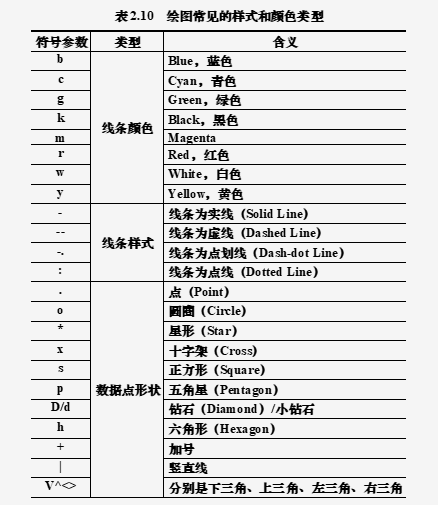 表2.10 绘图常见的样式和颜色类型
符号参数 类型 含义
b Blue，蓝色
c Cyan，青色
g Green，绿色
k Black，黑色
线条颜色
m Magenta
r Red，红色
w White，白色
y Yellow，黄色
- 线条为实线（Solid Line）
-- 线条为虚线（Dashed Line）
线条样式
-. 线条为点划线（Dash-dot Line）
: 线条为点线（Dotted Line）
. 点（Point）
o 圆圈（Circle）
* 星形（Star）
x 十字架（Cross）
s 正方形（Square）
p 数据点形状 五角星（Pentagon）
D/d 钻石（Diamond）/小钻石
h 六角形（Hexagon）
+ 加号
| 竖直线
V^<> 分别是下三角、上三角、左三角、右三角